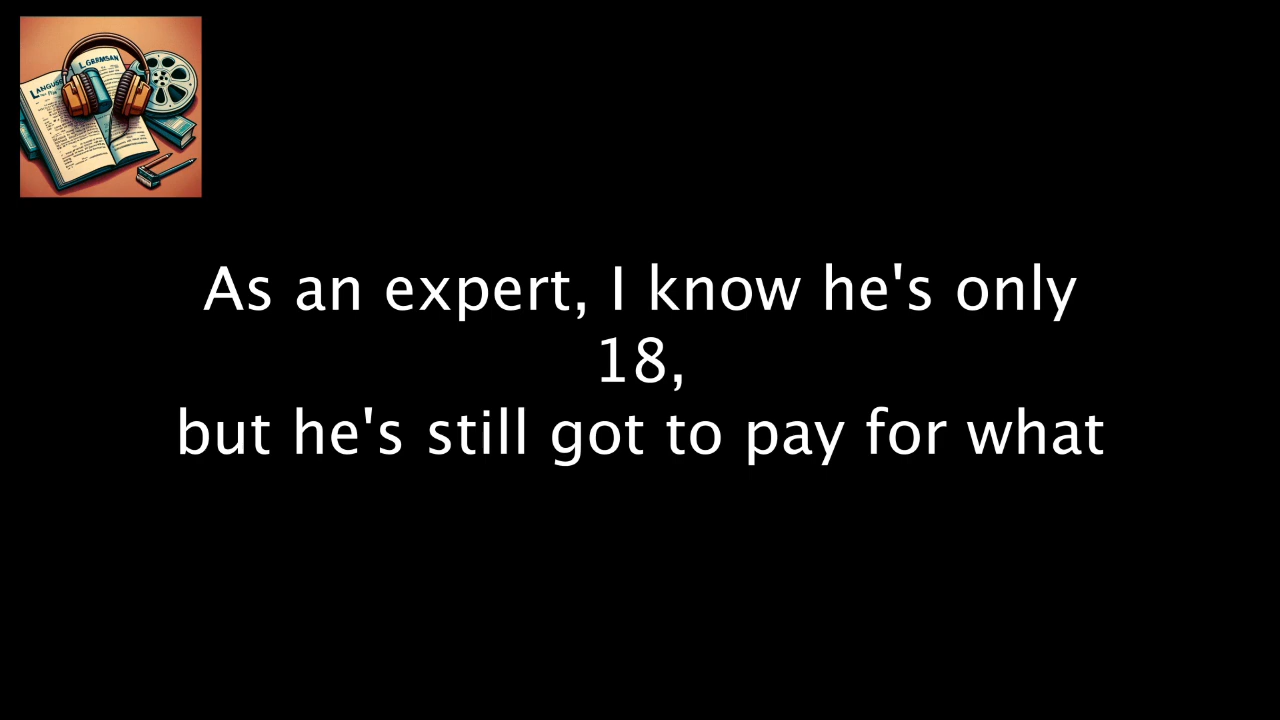 As an expert, I know he's only
18,
but he's still got to pay for what